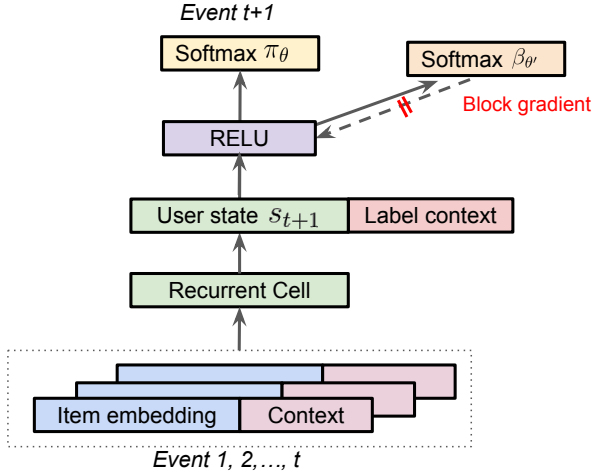 Event t+1
Softmax πθ
Softmax βθ′
Block gradient
RELU
User state st+1
Label context
Recurrent Cell
Item embedding
Context
Event 1, 2,..., t